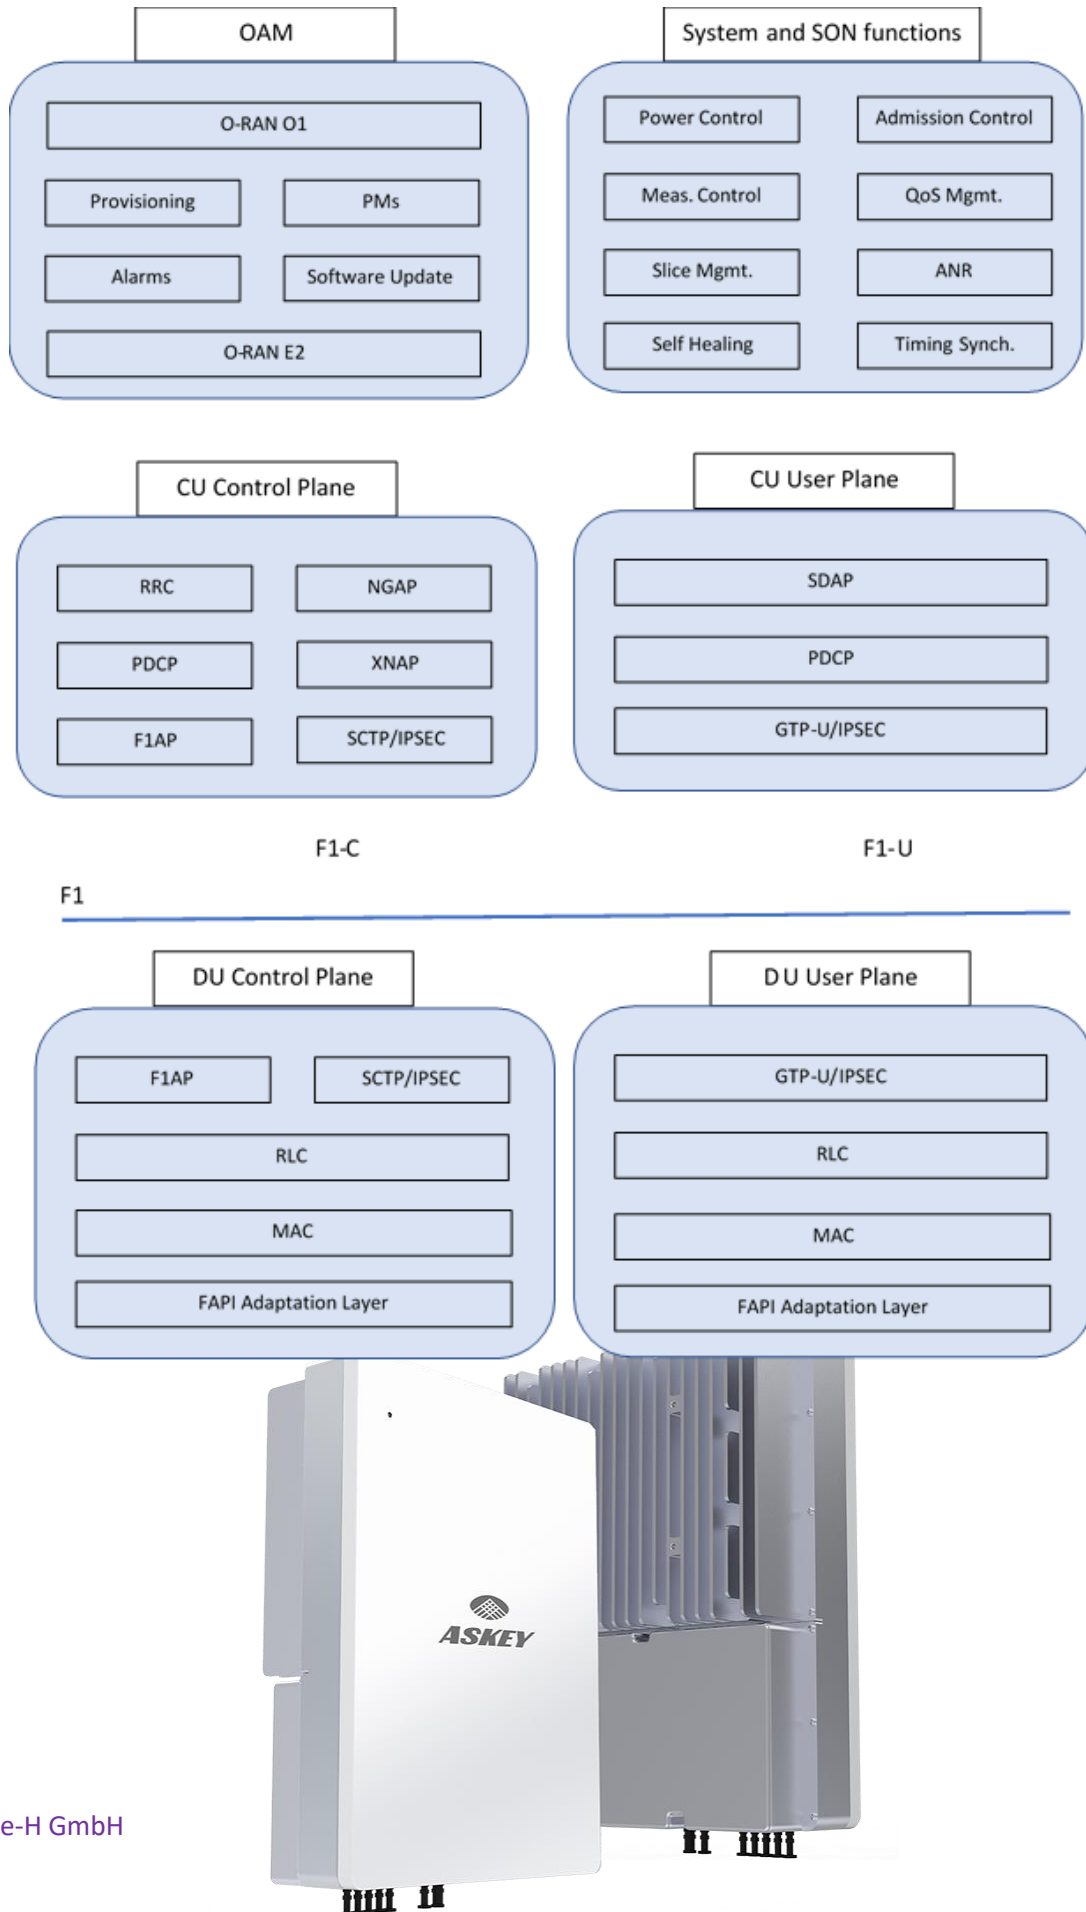 OAM
System and SON functions
O-RAN O1
Provisioning
PMs
Alarms
Software Update
O-RAN E2
Power Control
Admission Control
Meas. Control
QoS Mgmt.
Slice Mgmt.
ANR
Self Healing
Timing Synch.
CU Control Plane
CU User Plane
RRC
NGAP
PDCP
XNAP
F1AP
SCTP/IPSEC
SDAP
PDCP
GTP-U/IPSEC
F1-C
F1-U
F1
DU Control Plane
DU User Plane
F1AP
SCTP/IPSEC
RLC
MAC
FAPI Adaptation Layer
GTP-U/IPSEC
RLC
MAC
FAPI Adaptation Layer
ASKEY
e-H GmbH